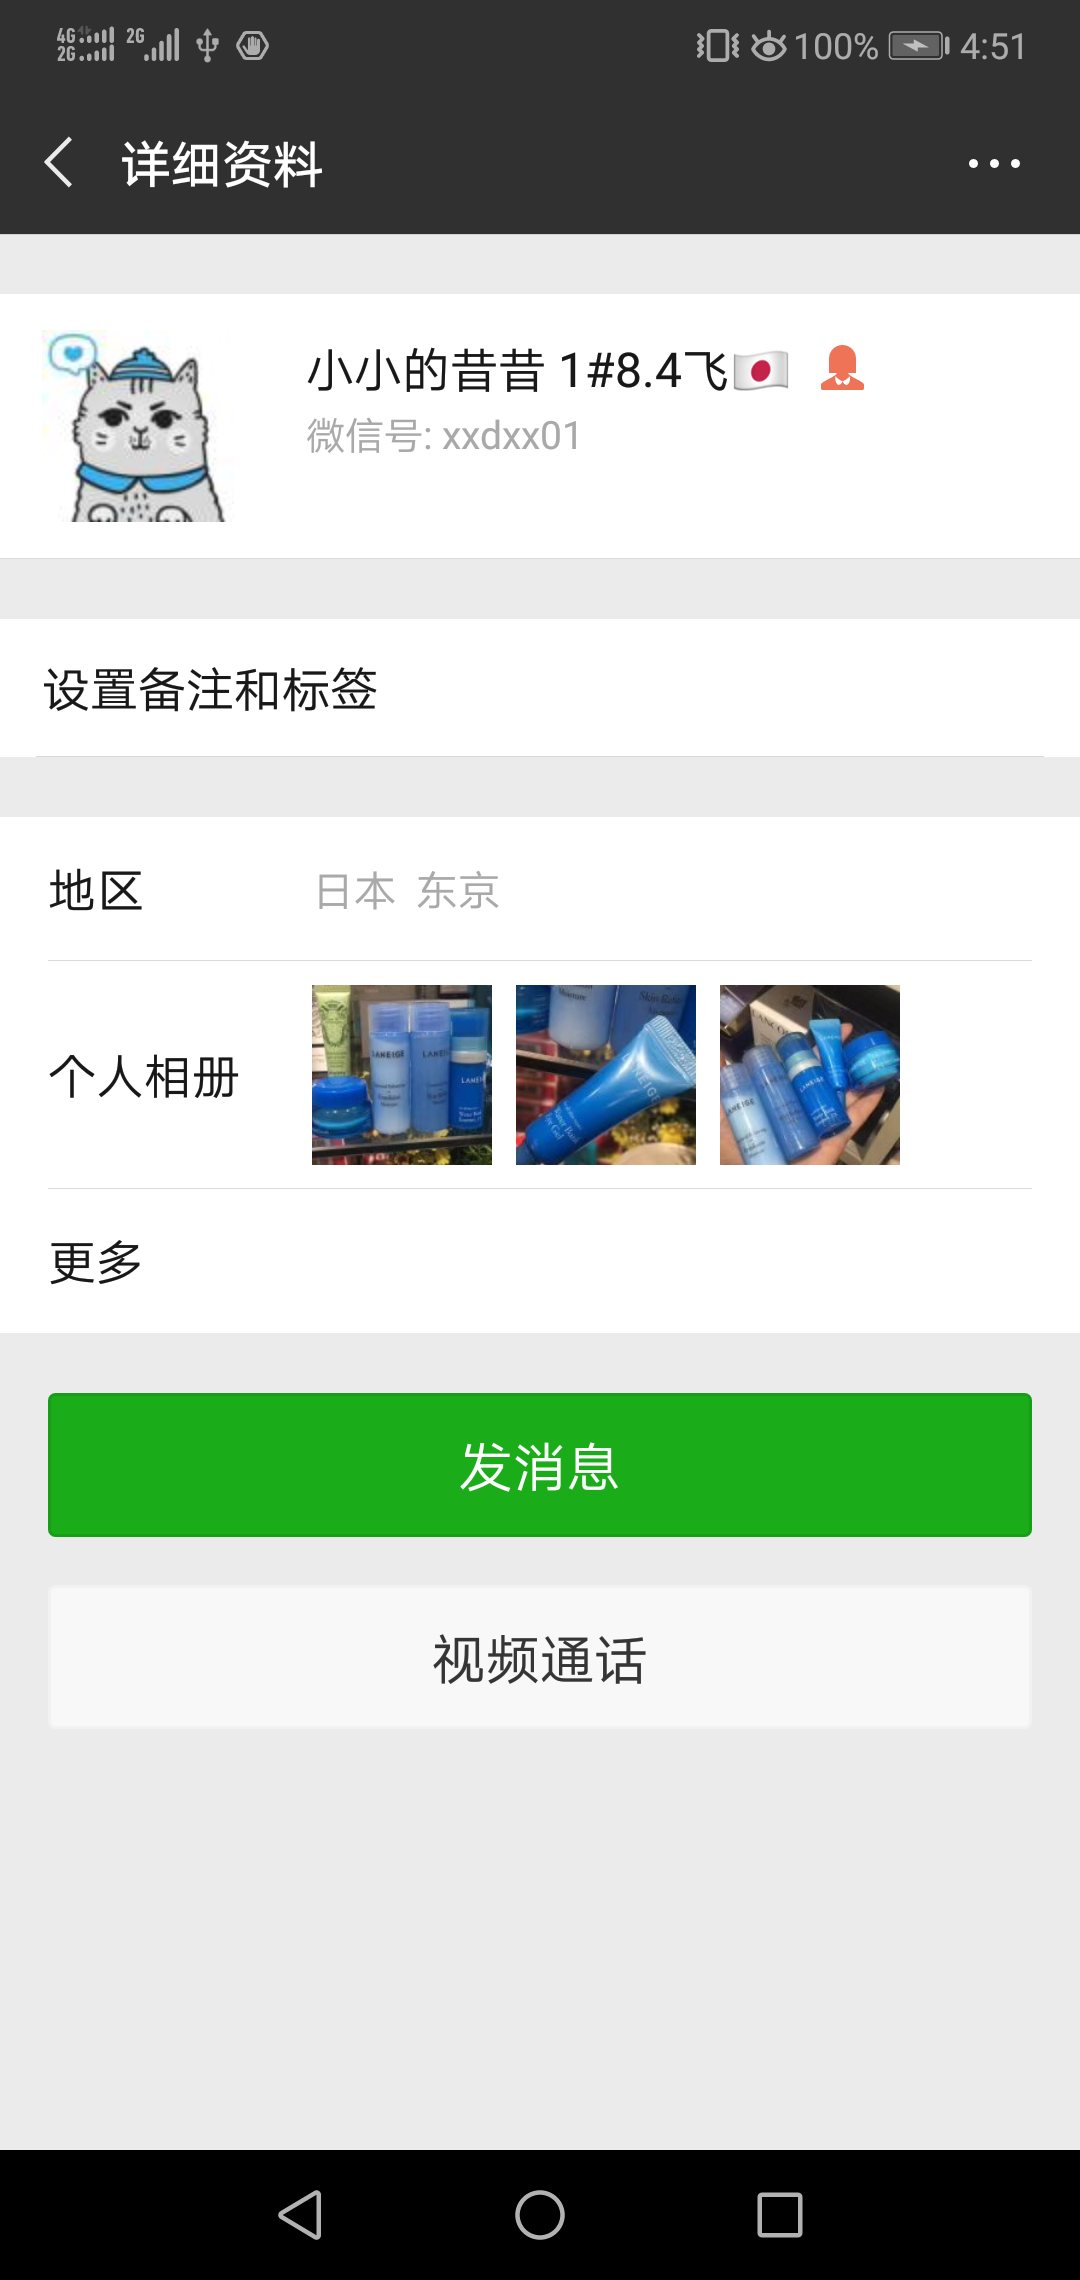 4G 2G 2G 100% 4:51
详细资料
小小的昔昔 1#8.4飞🇯🇵
微信号: xxdxx01
设置备注和标签
地区 日本 东京
个人相册
LANEIGE
LANEIGE
更多
发消息
视频通话